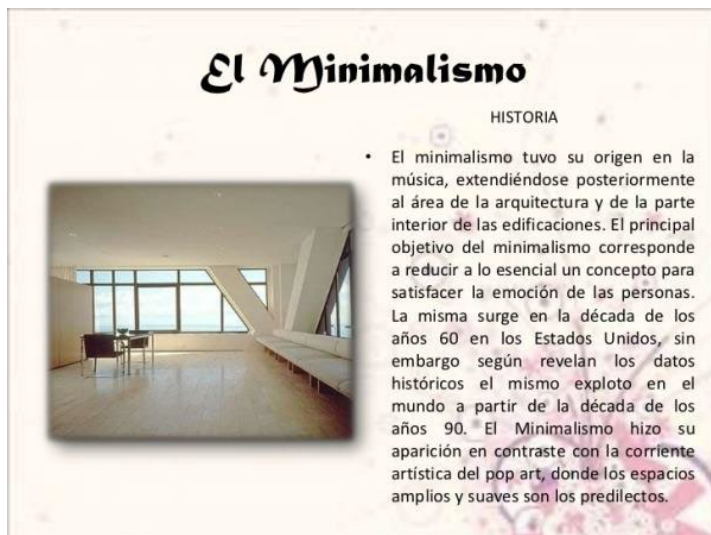 El Minimalismo
HISTORIA
• El minimalismo tuvo su origen en la
música, extendiéndose posteriormente
al área de la arquitectura y de la parte
interior de las edificaciones. El principal
objetivo del minimalismo corresponde
a reducir a lo esencial un concepto para
satisfacer la emoción de las personas.
La misma surge en la década de los
años 60 en los Estados Unidos, sin
embargo según revelan los datos
históricos el mismo exploto en el
mundo a partir de la década de los
años 90. El Minimalismo hizo su
aparición en contraste con la corriente
artística del pop art, donde los espacios
amplios y suaves son los predilectos.